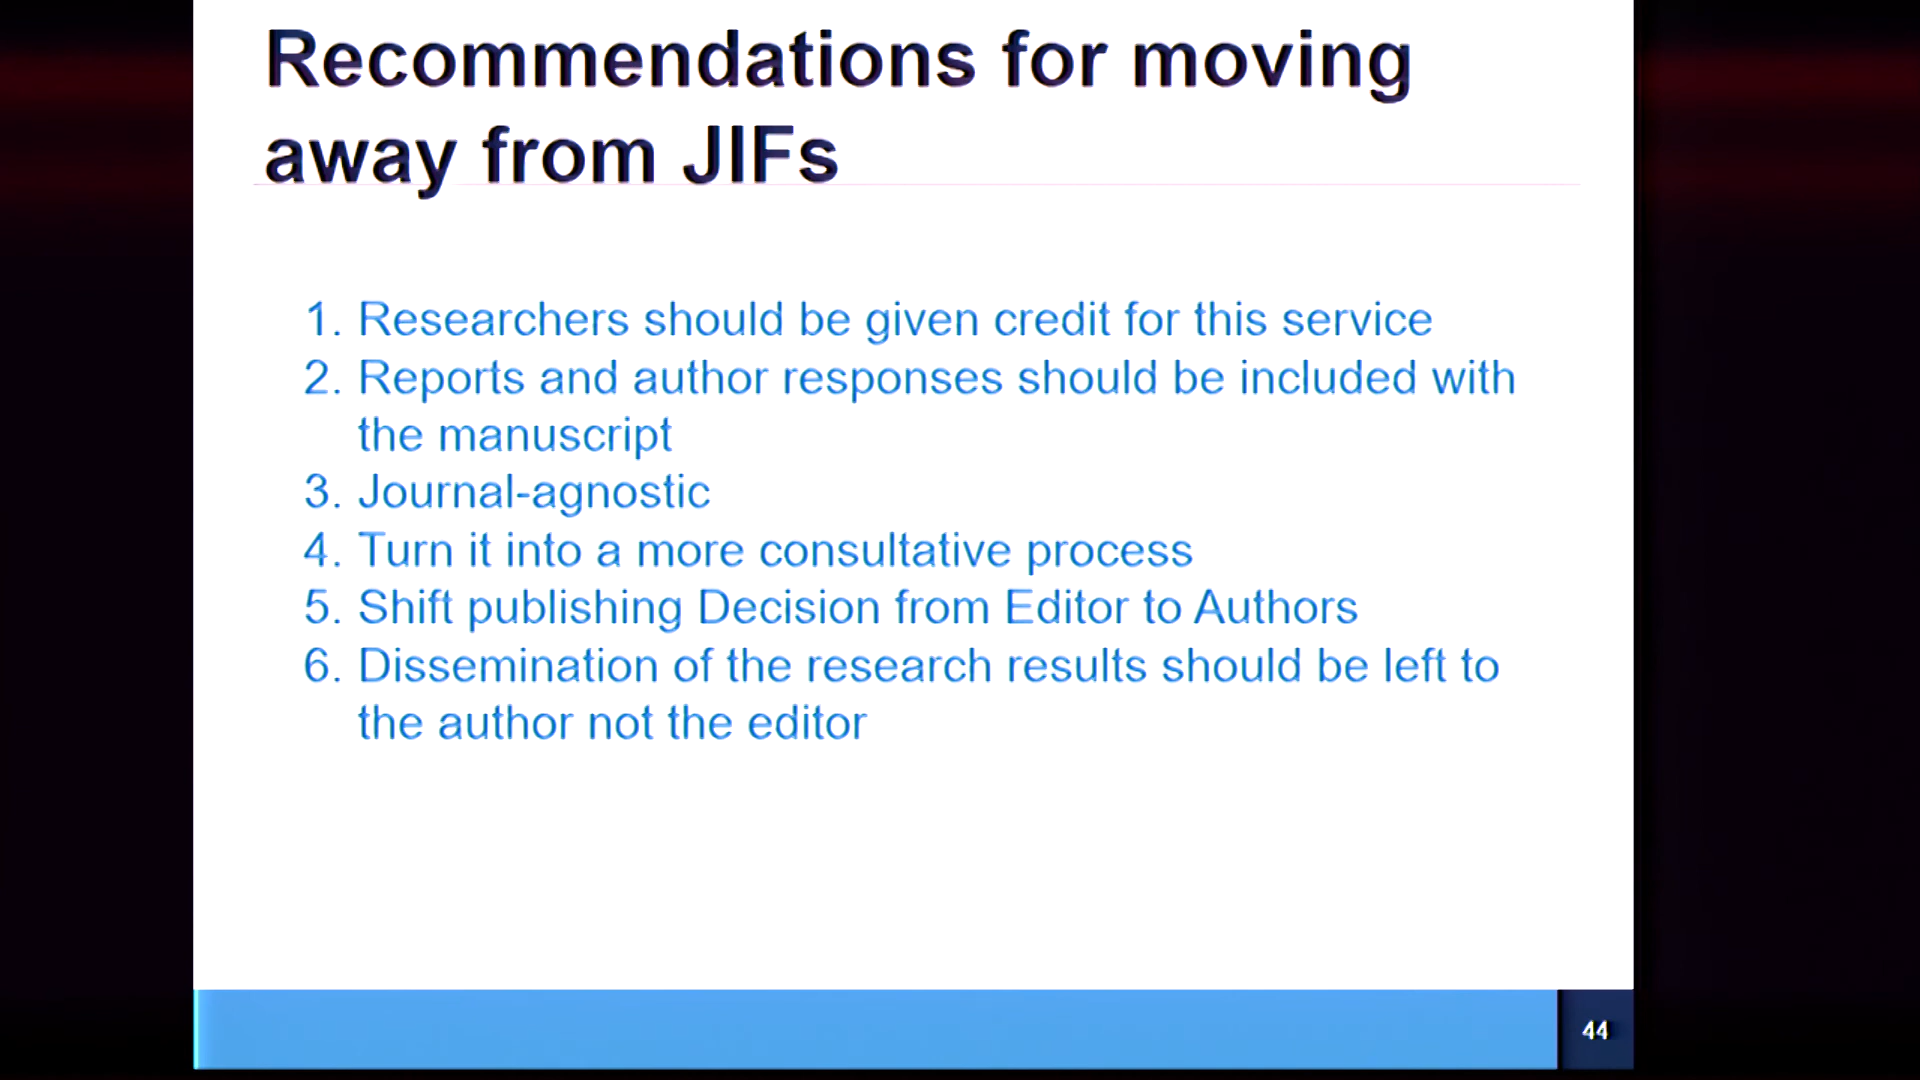 Recommendations for moving
away from JIFs
1. Researchers should be given credit for this service
2. Reports and author responses should be included with
the manuscript
3. Journal-agnostic
4. Turn it into a more consultative process
5. Shift publishing Decision from Editor to Authors
6. Dissemination of the research results should be left to
the author not the editor
44